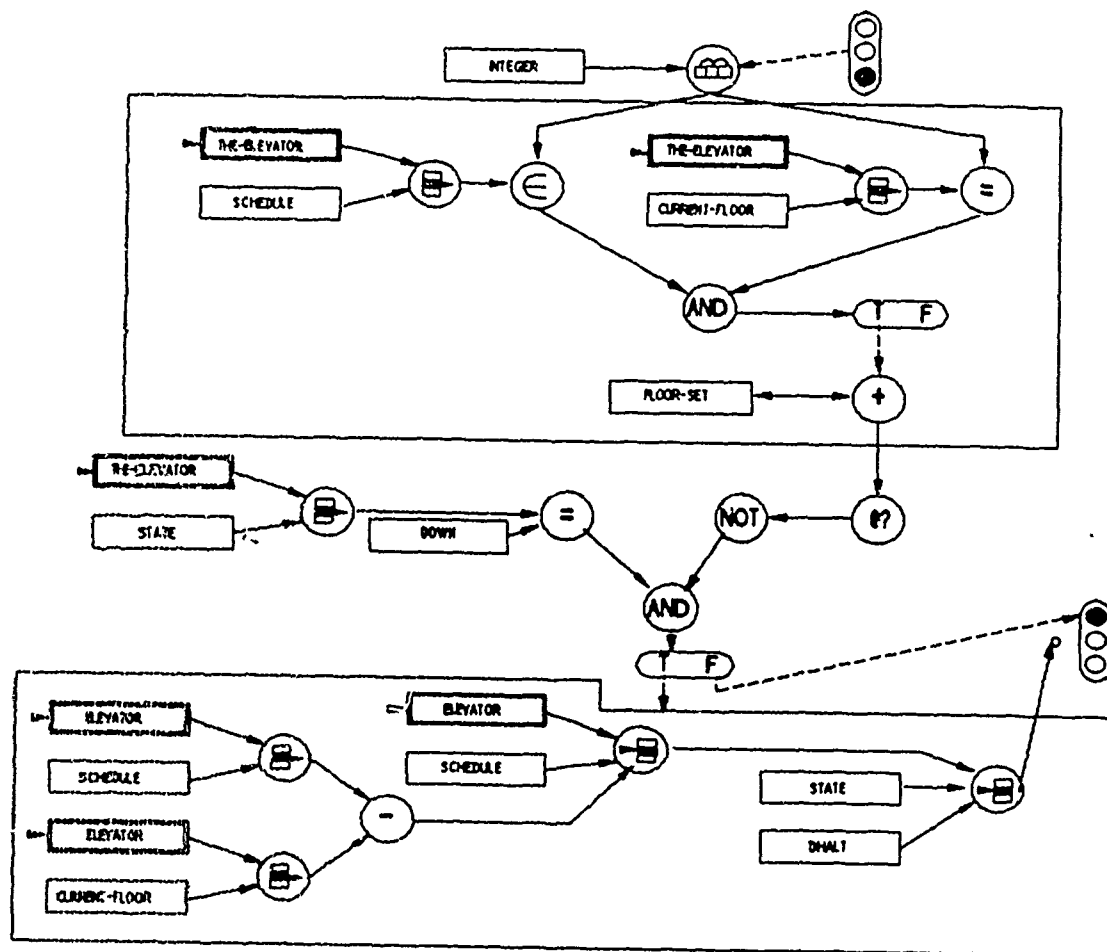 INTEGER
THE-ELEVATOR
THE-ELEVATOR
SCHEDULE
∈
=
CURRENT-FLOOR
AND
T F
FLOOR-SET
+
THE-ELEVATOR
STATE
DOWN
=
NOT
AND
T F
ELEVATOR
ELEVATOR
SCHEDULE
SCHEDULE
STATE
-
ELEVATOR
DHALT
CURRENT-FLOOR